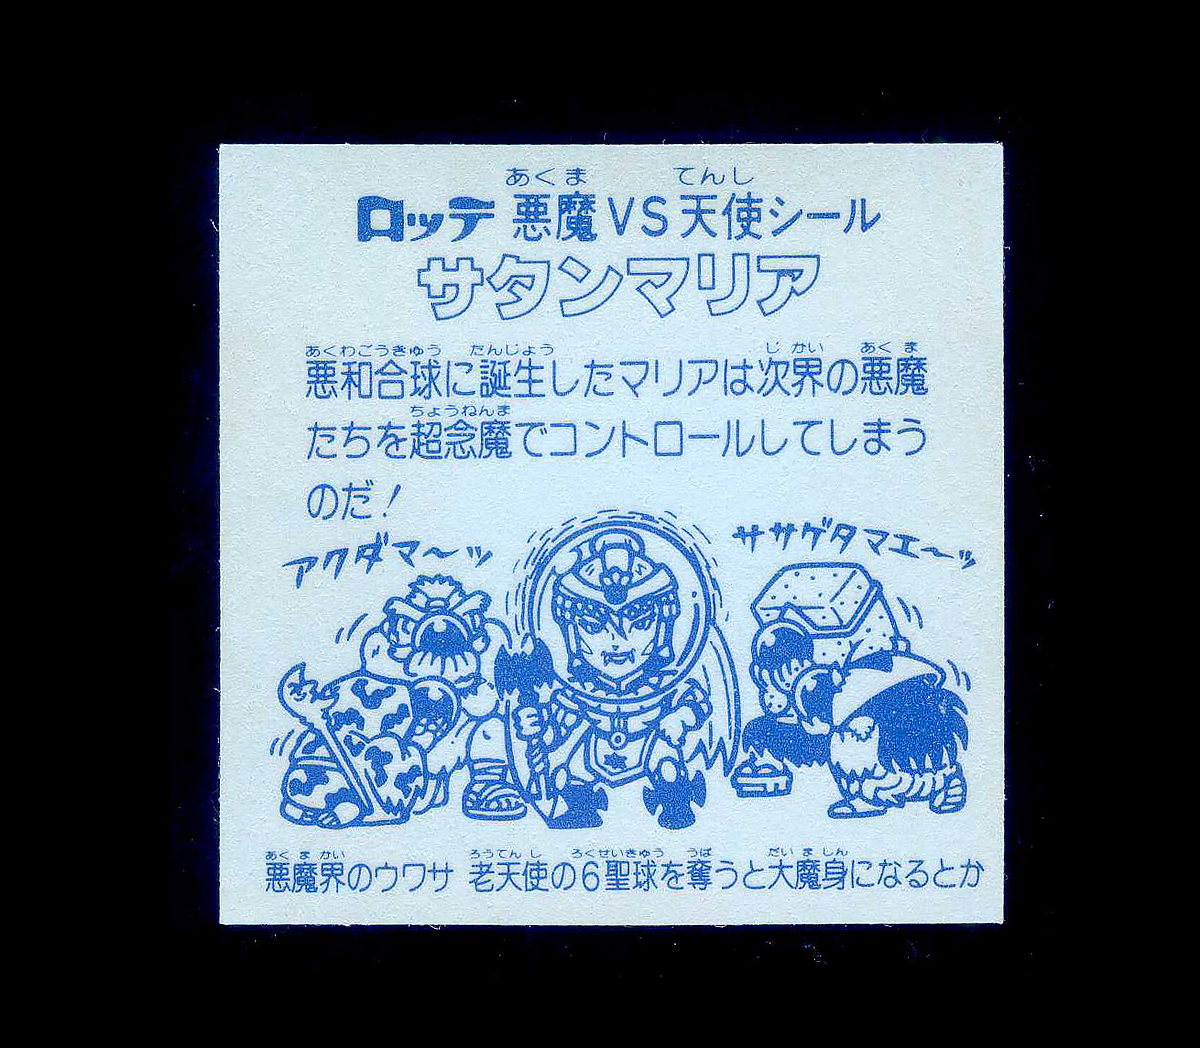 あくま てんし
ロッテ 悪魔VS天使シール
サタンマリア
あくわごうきゅう たんじょう じかい あくま
悪和合球に誕生したマリアは次界の悪魔
ちょうねんま
たちを超念魔でコントロールしてしまう
のだ!
アクダマ〜ッ
ササゲタマエ〜ッ
あくまかい ろうてんし ろくせいきゅう うば だいましん
悪魔界のウワサ 老天使の6聖球を奪うと大魔身になるとか